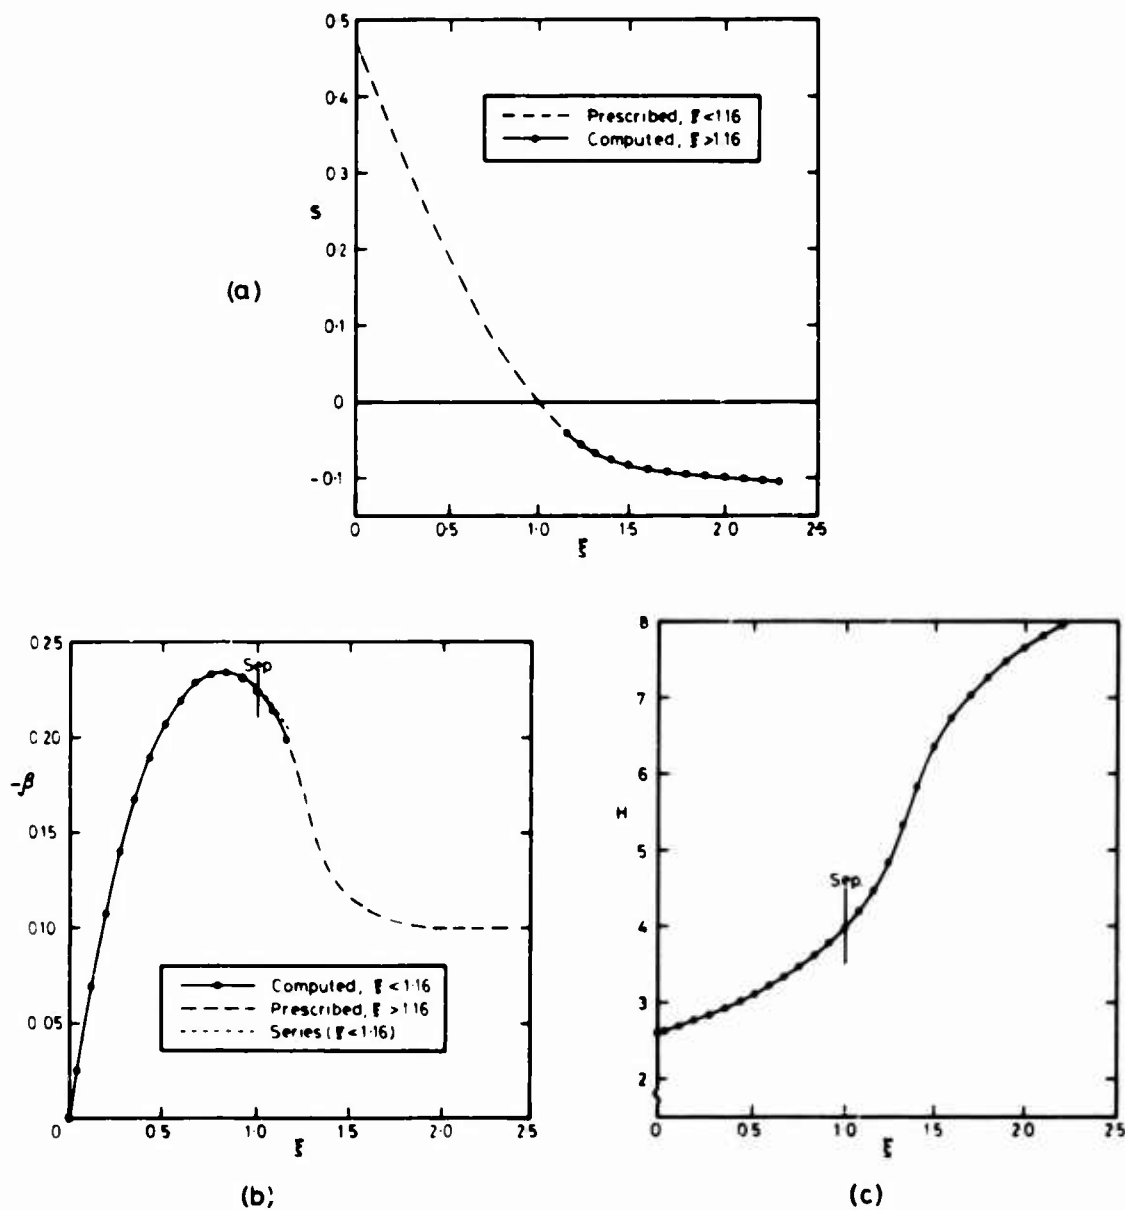 0·5
0·4
0·3
0·2
0·1
0
-0·1
S
Prescribed, ξ<1·16
Computed, ξ>1·16
(a)
0 0·5 1·0 1·5 2·0 2·5
ξ
0·25
0·20
0·15
0·10
0·05
0
-β
Sep
Computed, ξ <1·16
Prescribed, ξ >1·16
Series (ξ <1·16)
0·5 1·0 1·5 2·0 2·5
ξ
(b)
8
7
6
5
4
3
2
H
Sep.
0 0·5 1·0 1·5 2·0 2·5
ξ
(c)